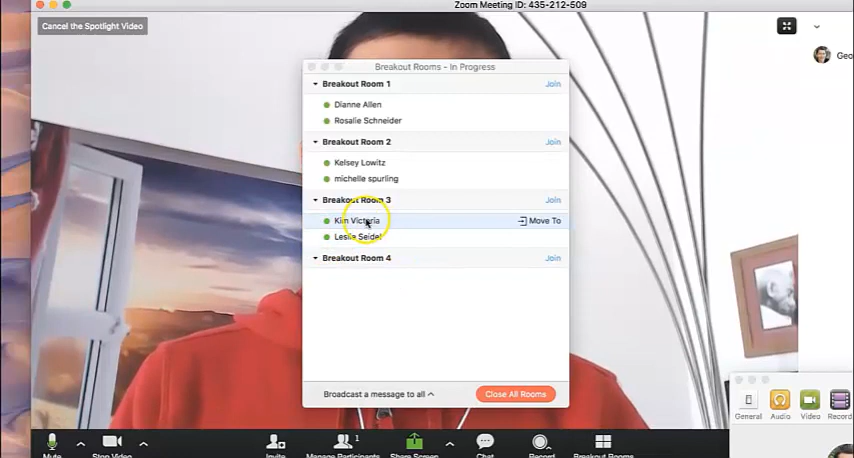 Zoom Meeting ID: 435-212-509
Cancel the Spotlight Video
Geo
Breakout Rooms - In Progress
Breakout Room 1 Join
Dianne Allen
Rosalie Schneider
Breakout Room 2 Join
Kelsey Lowitz
michelle spurling
Breakout Room 3 Join
Kim Victoria Move To
Leslie Seidel
Breakout Room 4 Join
Broadcast a message to all Close All Rooms
General Audio Video Record
1
Mute Stop Video Invite Manage Participants Share Screen Chat Record Breakout Rooms